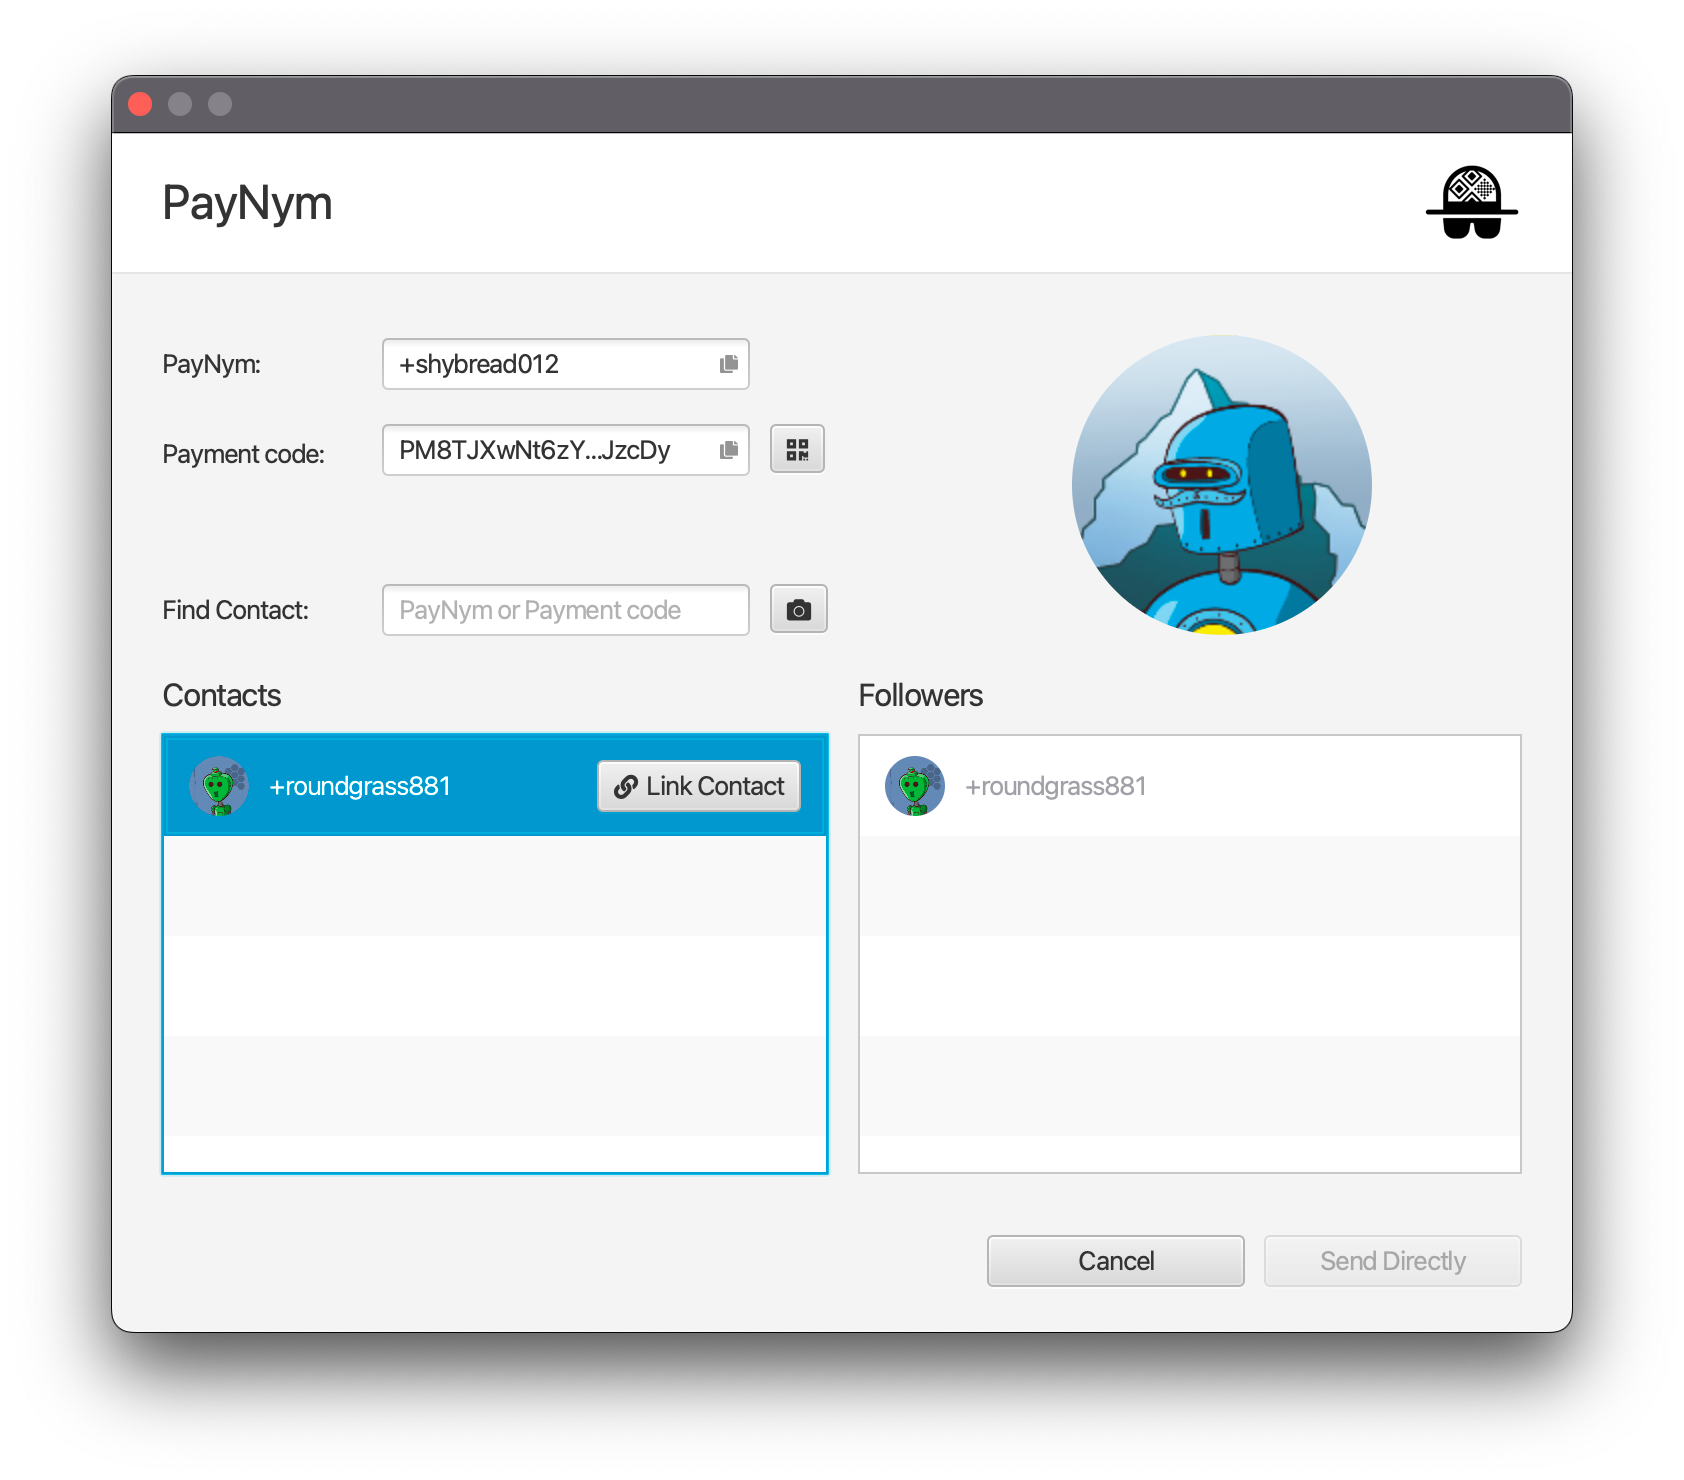 PayNym
PayNym:
+shybread012
Payment code:
PM8TJXwNt6zY...JzcDy
Find Contact:
PayNym or Payment code
Contacts
+roundgrass881
Link Contact
Followers
+roundgrass881
Cancel
Send Directly